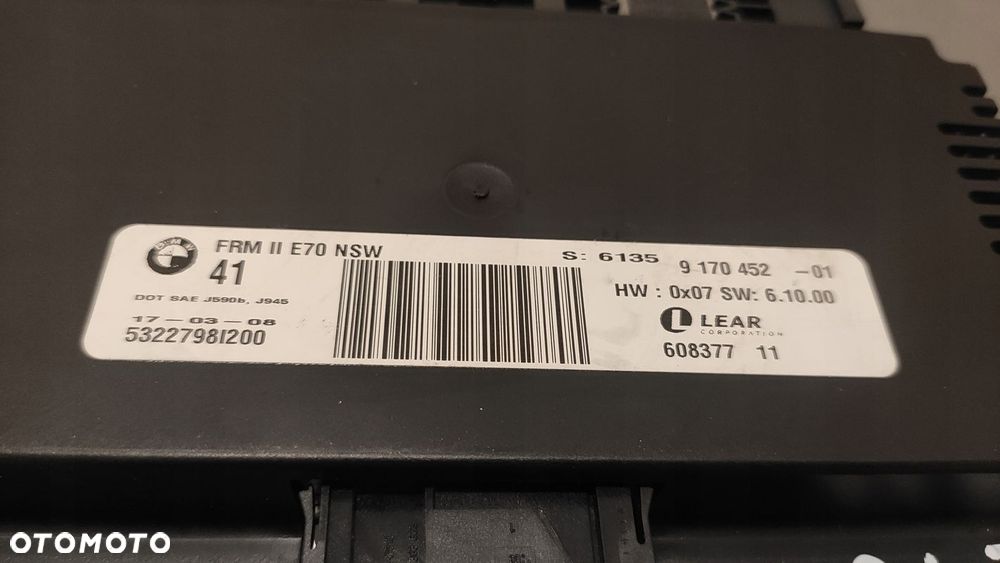 FRM II E70 NSW
41
DOT SAE J590b, J945
17-03-08
5322798I200
S: 6135 9 170 452 -01
HW : 0x07 SW: 6.10.00
LEAR
CORPORATION
608377 11
OTOMOTO